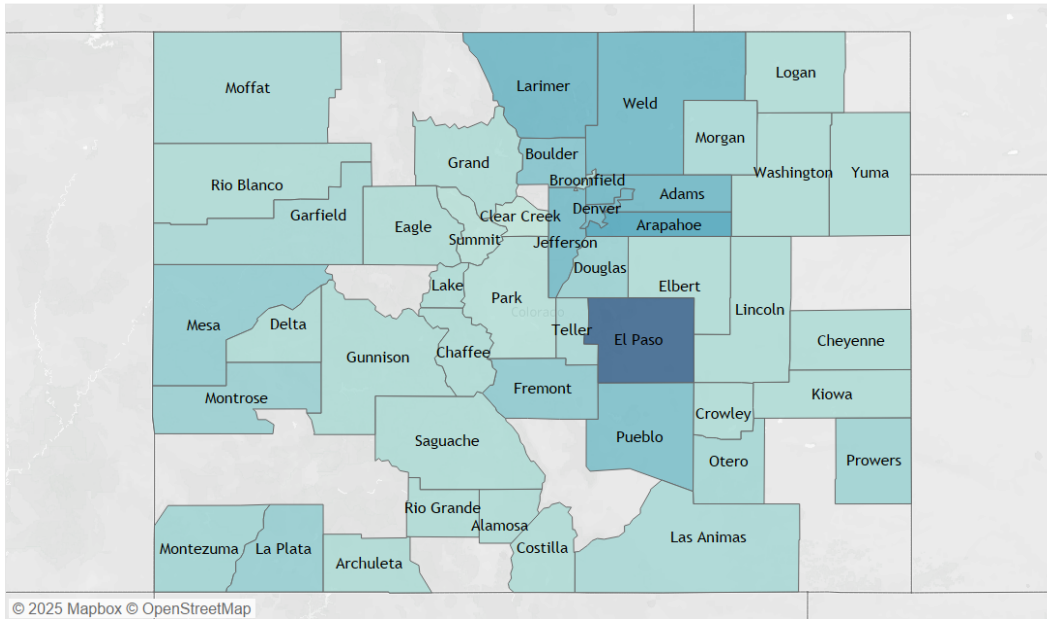 Moffat
Larimer
Weld
Logan
Morgan
Boulder
Grand
Washington
Yuma
Rio Blanco
Broomfield
Adams
Garfield
Denver
Clear Creek
Eagle
Arapahoe
Summit
Jefferson
Douglas
Lake
Elbert
Park
Lincoln
Colorado
Mesa
Delta
Teller
El Paso
Cheyenne
Chaffee
Gunnison
Fremont
Kiowa
Montrose
Crowley
Pueblo
Saguache
Otero
Prowers
Rio Grande
Alamosa
Las Animas
Montezuma
La Plata
Costilla
Archuleta
© 2025 Mapbox © OpenStreetMap